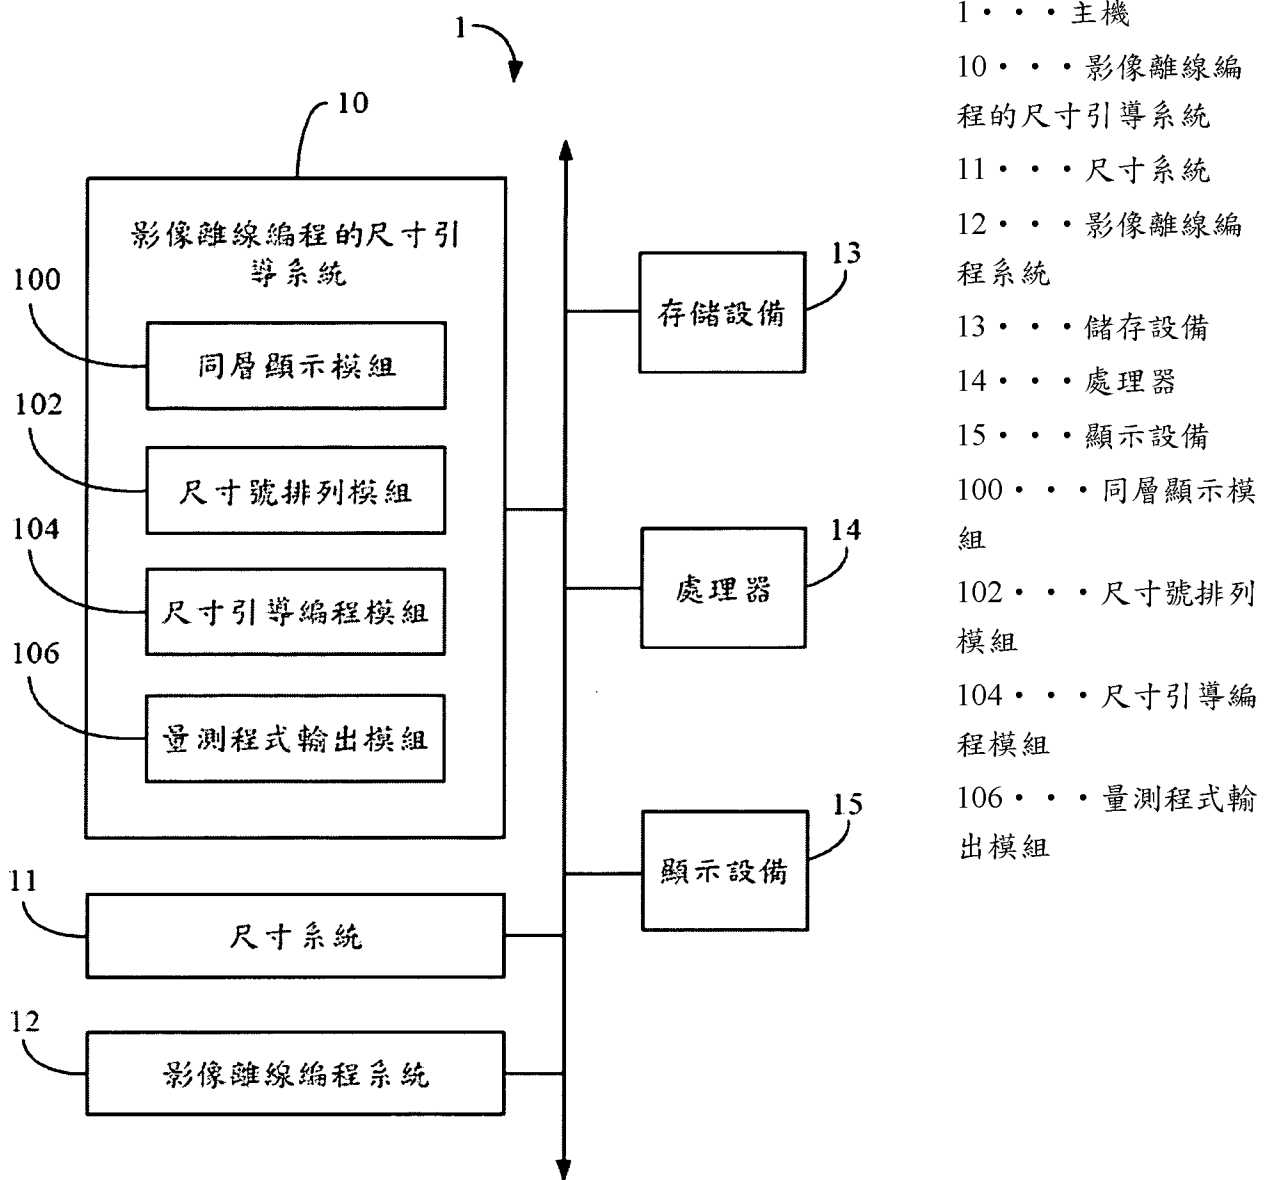 1
10
影像離線編程的尺寸引
導系統
100
同層顯示模組
102
尺寸號排列模組
104
尺寸引導編程模組
106
量測程式輸出模組
11
尺寸系統
12
影像離線編程系統
13
存儲設備
14
處理器
15
顯示設備
1・・・主機
10・・・影像離線編
程的尺寸引導系統
11・・・尺寸系統
12・・・影像離線編
程系統
13・・・儲存設備
14・・・處理器
15・・・顯示設備
100・・・同層顯示模
組
102・・・尺寸號排列
模組
104・・・尺寸引導編
程模組
106・・・量測程式輸
出模組